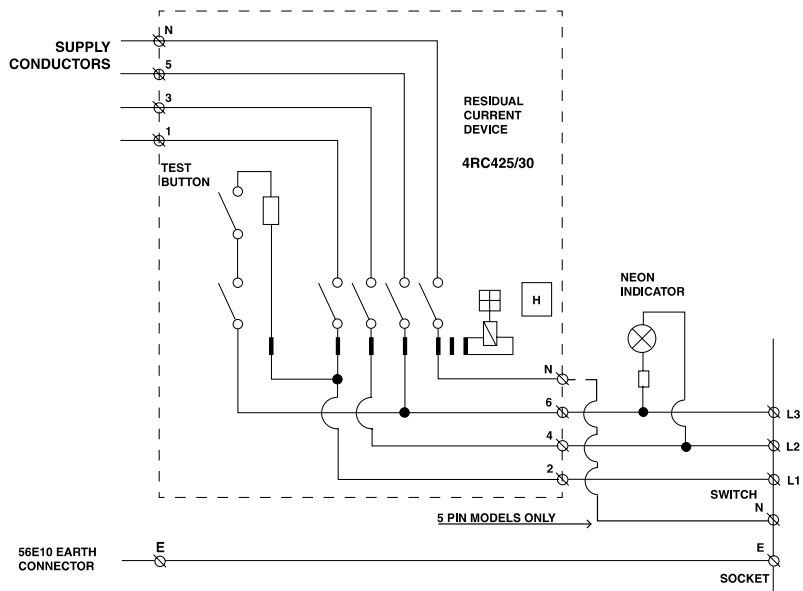 N
SUPPLY
CONDUCTORS
5
3
1
RESIDUAL
CURRENT
DEVICE
4RC425/30
TEST
BUTTON
NEON
INDICATOR
H
N
6
L3
4
L2
2
L1
SWITCH
N
5 PIN MODELS ONLY
56E10 EARTH
CONNECTOR
E
E
SOCKET